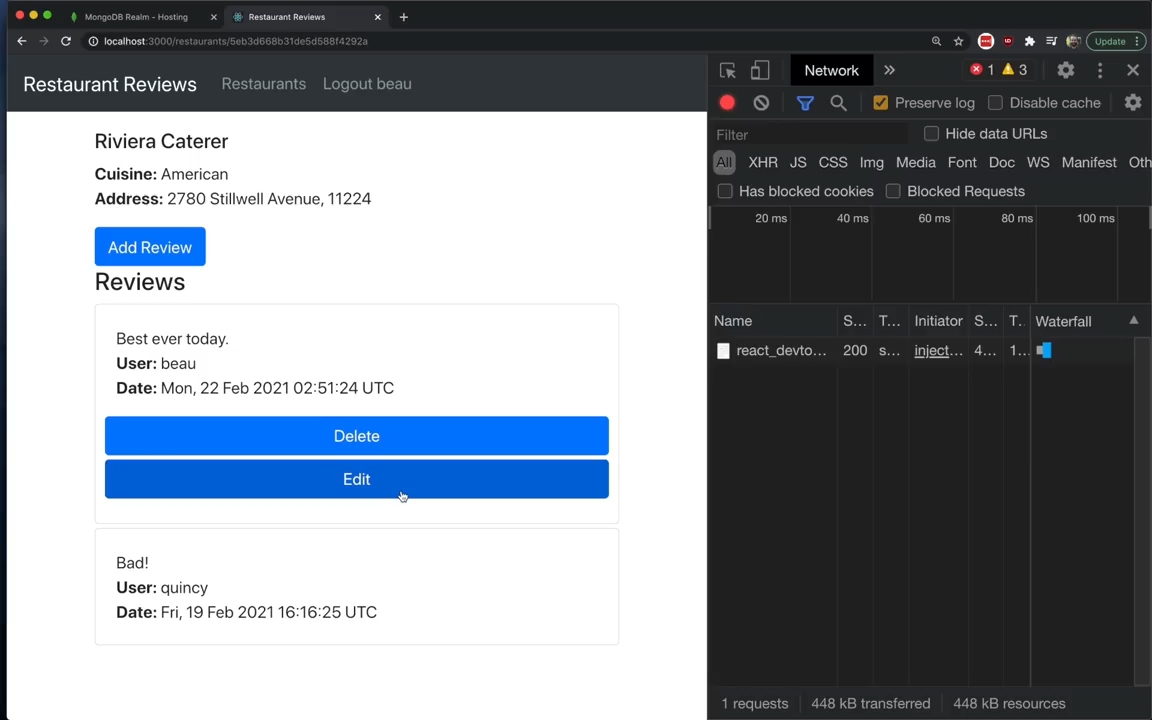 MongoDB Realm - Hosting
Restaurant Reviews
localhost:3000/restaurants/5eb3d668b31de5d588f4292a
Update
Restaurant Reviews
Restaurants
Logout beau
Riviera Caterer
Cuisine: American
Address: 2780 Stillwell Avenue, 11224
Add Review
Reviews
Best ever today.
User: beau
Date: Mon, 22 Feb 2021 02:51:24 UTC
Delete
Edit
Bad!
User: quincy
Date: Fri, 19 Feb 2021 16:16:25 UTC
Network
1
3
Preserve log
Disable cache
Filter
Hide data URLs
All XHR JS CSS Img Media Font Doc WS Manifest Oth
Has blocked cookies
Blocked Requests
20 ms 40 ms 60 ms 80 ms 100 ms
Name S... T... Initiator S... T.. Waterfall
react_devto... 200 s... inject... 4... 1...
1 requests 448 kB transferred 448 kB resources